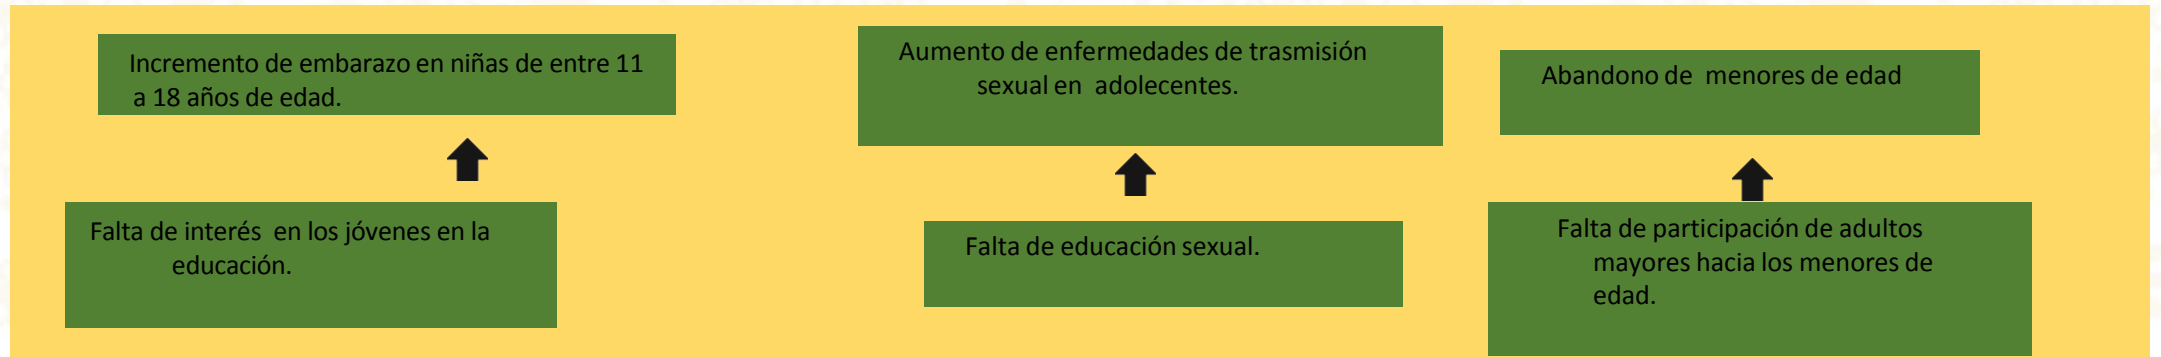 Incremento de embarazo en niñas de entre 11
a 18 años de edad.
Aumento de enfermedades de trasmisión
sexual en adolecentes.
Abandono de menores de edad
Falta de interés en los jóvenes en la
educación.
Falta de educación sexual.
Falta de participación de adultos
mayores hacia los menores de
edad.